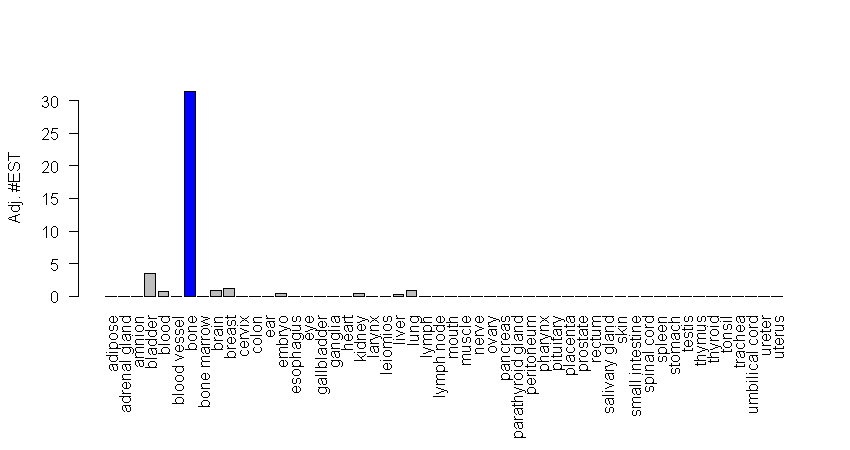 Adj. #EST
30
25
20
15
10
5
0
adipose
adrenal gland
amnion
bladder
blood
blood vessel
bone
bone marrow
brain
breast
cervix
colon
ear
embryo
esophagus
eye
gallbladder
ganglia
heart
kidney
larynx
leiomios
liver
lung
lymph
lymph node
mouth
muscle
nerve
ovary
pancreas
parathyroid gland
peritoneum
pharynx
pituitary
placenta
prostate
rectum
salivary gland
skin
small intestine
spinal cord
spleen
stomach
testis
thymus
thyroid
tonsil
trachea
umbilical cord
ureter
uterus